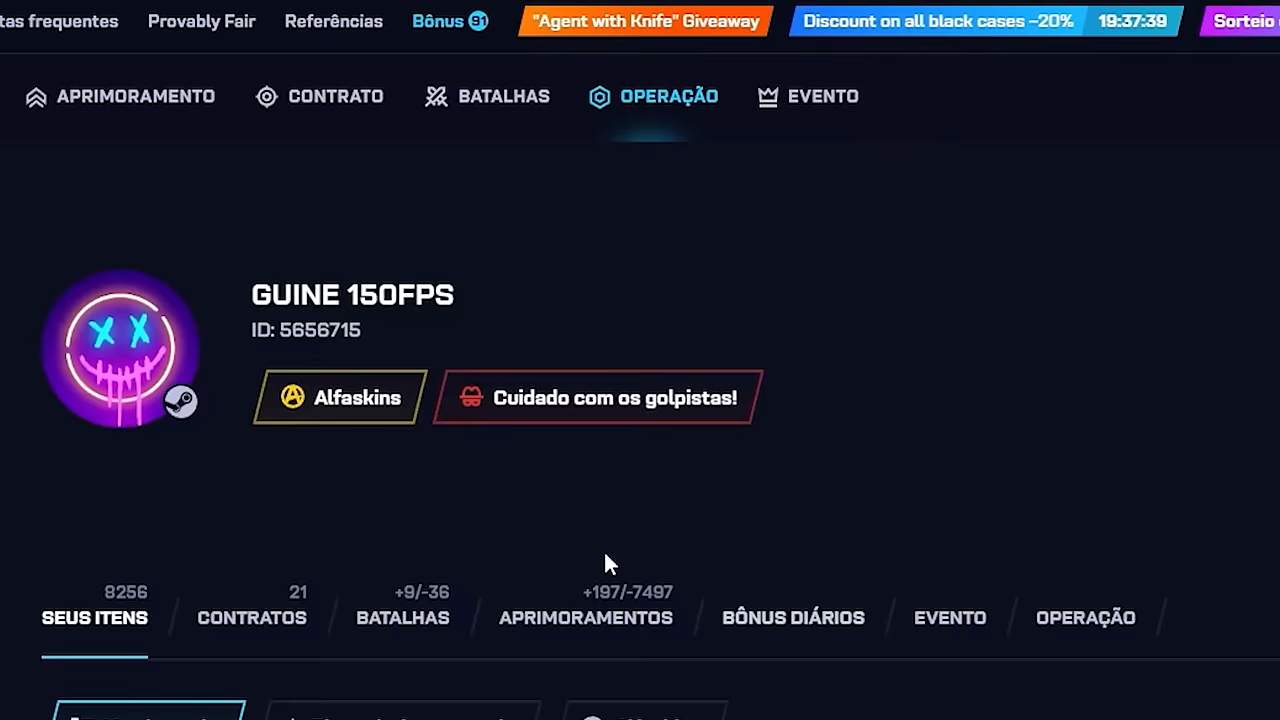 tas frequentes Provably Fair Referências Bônus 91 "Agent with Knife" Giveaway Discount on all black cases -20% 19:37:39 Sorteio
APRIMORAMENTO CONTRATO BATALHAS OPERAÇÃO EVENTO
GUINE 150FPS
ID: 5656715
Alfaskins Cuidado com os golpistas!
8256 21 +9/-36 +197/-7497
SEUS ITENS CONTRATOS BATALHAS APRIMORAMENTOS BÔNUS DIÁRIOS EVENTO OPERAÇÃO